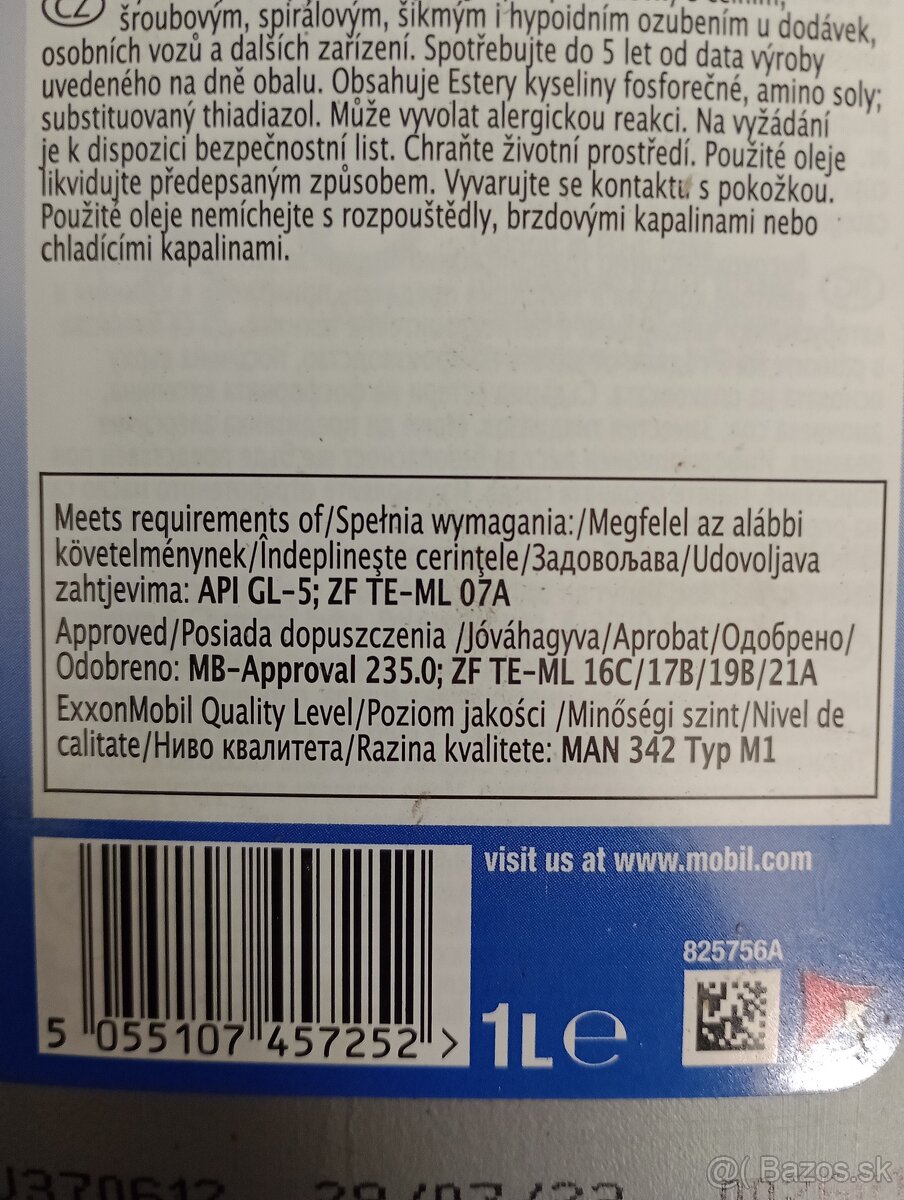 CZ
šroubovým, spirálovým, šikmým i hypoidním ozubením u dodávek,
osobních vozů a dalších zařízení. Spotřebujte do 5 let od data výroby
uvedeného na dně obalu. Obsahuje Estery kyseliny fosforečné, amino soly;
substituovaný thiadiazol. Může vyvolat alergickou reakci. Na vyžádání
je k dispozici bezpečnostní list. Chraňte životní prostředí. Použité oleje
likvidujte předepsaným způsobem. Vyvarujte se kontaktu s pokožkou.
Použité oleje nemíchejte s rozpouštědly, brzdovými kapalinami nebo
chladícími kapalinami.
Meets requirements of/Spełnia wymagania:/Megfelel az alábbi
követelménynek/Îndeplineşte cerinţele/Задовољава/Udovoljava
zahtjevima: API GL-5; ZF TE-ML 07A
Approved/Posiada dopuszczenia /Jóváhagyva/Aprobat/Одобрено/
Odobreno: MB-Approval 235.0; ZF TE-ML 16C/17B/19B/21A
ExxonMobil Quality Level/Poziom jakości /Minőségi szint/Nivel de
calitate/Ниво квалитета/Razina kvalitete: MAN 342 Typ M1
visit us at www.mobil.com
825756A
5 055107 457252 >
1L e
@( Bazos.sk